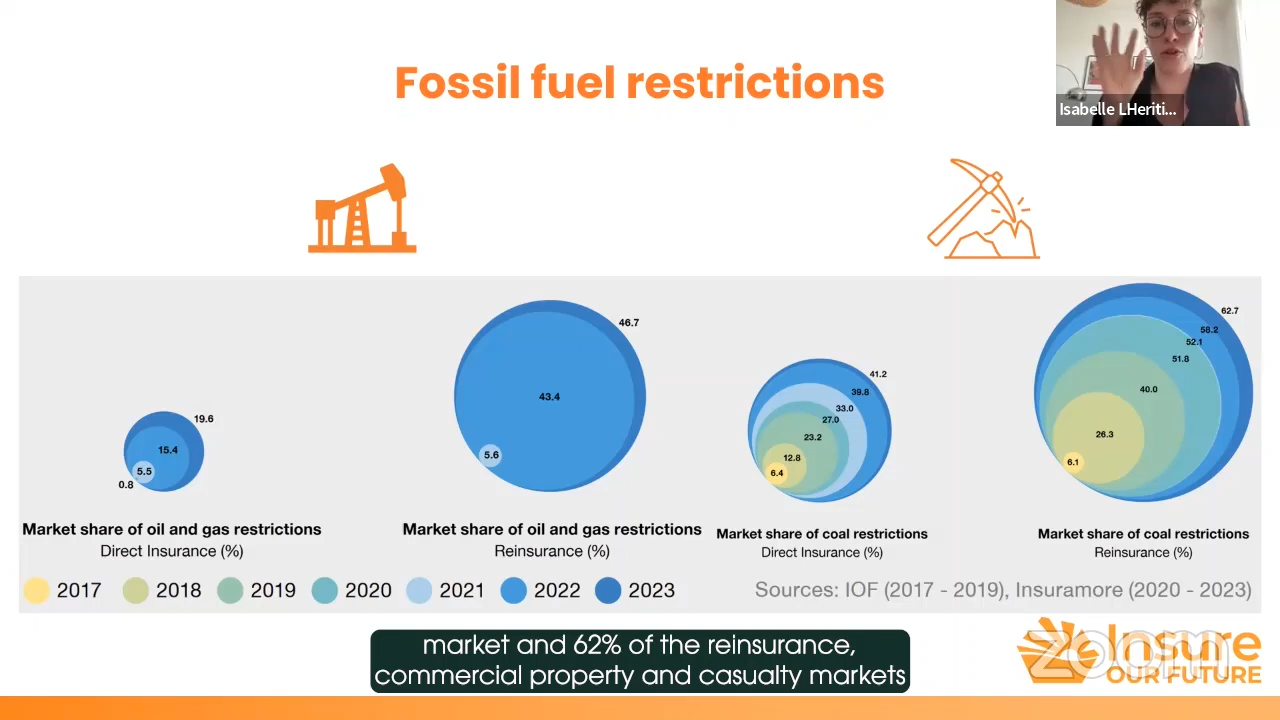 Fossil fuel restrictions
Isabelle LHeriti...
46.7
43.4
5.6
19.6
15.4
5.5
0.8
41.2
39.8
33.0
27.0
23.2
12.8
6.4
62.7
58.2
52.1
51.8
40.0
26.3
6.1
Market share of oil and gas restrictions
Direct Insurance (%)
Market share of oil and gas restrictions
Reinsurance (%)
Market share of coal restrictions
Direct Insurance (%)
Market share of coal restrictions
Reinsurance (%)
2017 2018 2019 2020 2021 2022 2023
Sources: IOF (2017 - 2019), Insuramore (2020 - 2023)
market and 62% of the reinsurance,
commercial property and casualty markets
zoom
Insure
OUR FUTURE